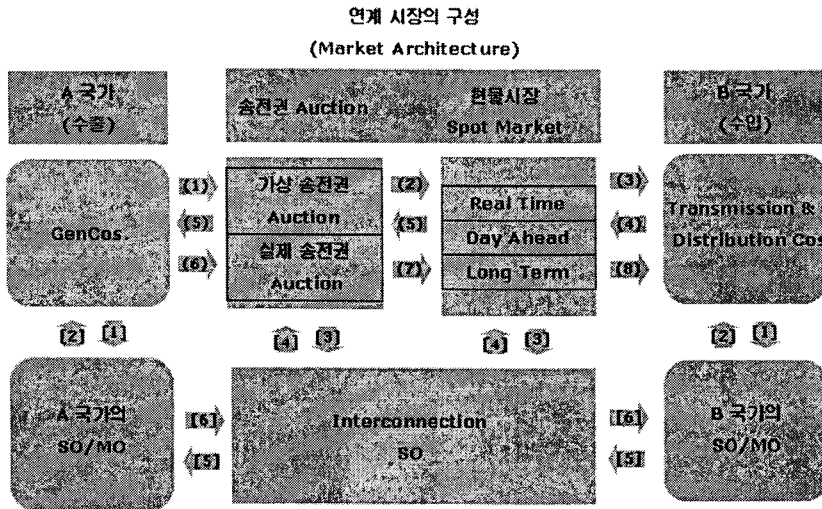 연계 시장의 구성
(Market Architecture)
A 국가
(수출)
송전권 Auction
현물시장
Spot Market
B 국가
(수입)
GenCos
(1)
(5)
(6)
가상 송전권
Auction
실제 송전권
Auction
(2)
(5)
(7)
Real Time
Day Ahead
Long Term
(3)
(4)
(8)
Transmission &
Distribution Cos
[2] [1]
[4] [3]
[4] [3]
[2] [1]
A 국가의
SO/MO
[6]
[5]
Interconnection
SO
[6]
[5]
B 국가의
SO/MO